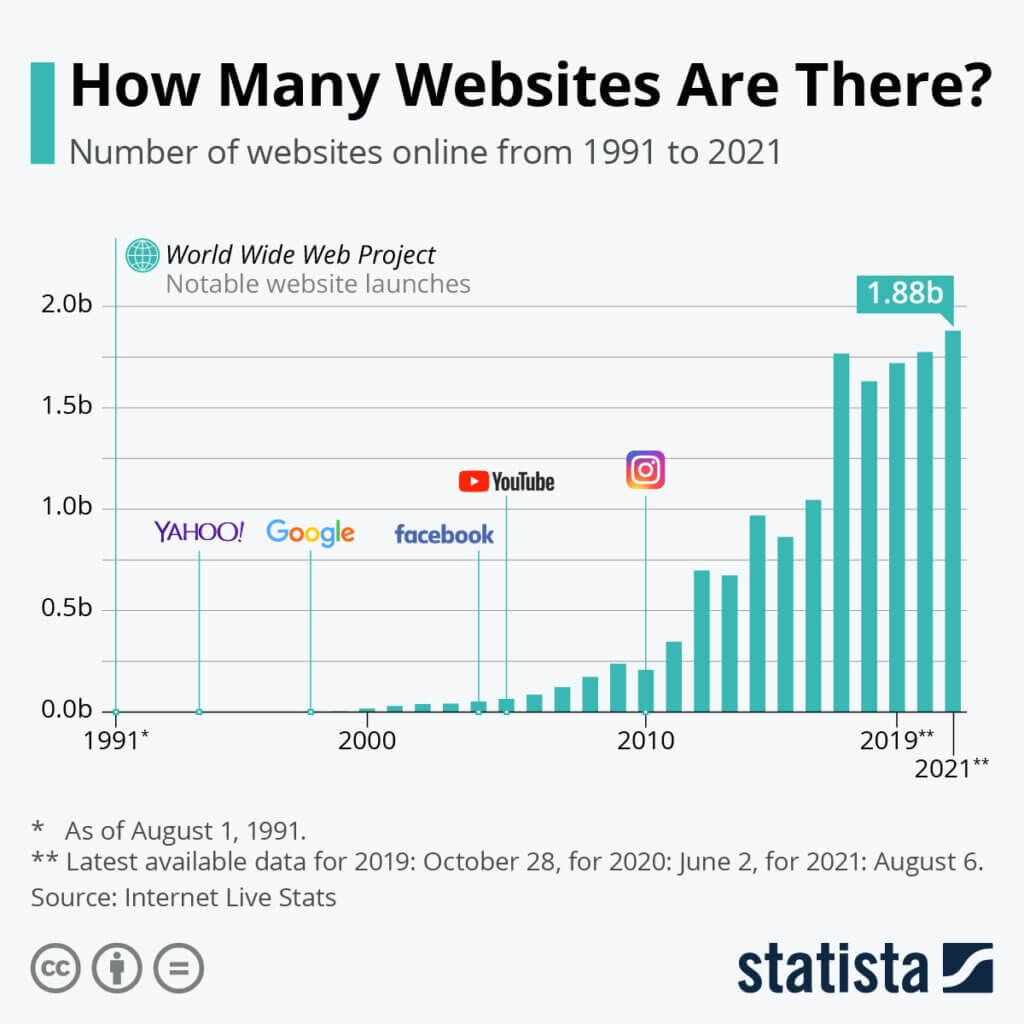 How Many Websites Are There?
Number of websites online from 1991 to 2021
World Wide Web Project
Notable website launches
2.0b
1.88b
1.5b
YouTube
1.0b
YAHOO! Google facebook
0.5b
0.0b
1991* 2000 2010 2019**
2021**
* As of August 1, 1991.
** Latest available data for 2019: October 28, for 2020: June 2, for 2021: August 6.
Source: Internet Live Stats
cc
statista